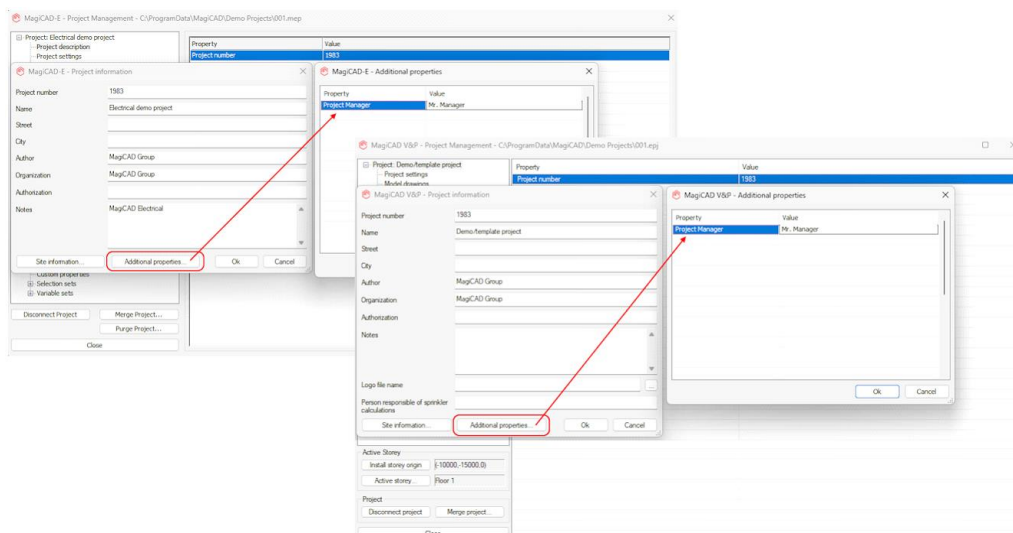 MagiCAD-E - Project Management - C:\ProgramData\MagiCAD\Demo Projects\001.mep
Project: Electrical demo project
Project description
Project settings
Property Value
Project number 1983
MagiCAD-E - Project information
Project number 1983
Name Electrical demo project
Street
City
Author MagiCAD Group
Organization MagiCAD Group
Authorization
Notes MagiCAD Electrical
Site information... Additional properties... Ok Cancel
Custom properties
Selection sets
Variable sets
Disconnect Project Merge Project...
Purge Project...
Close
MagiCAD-E - Additional properties
Property Value
Project Manager Mr. Manager
MagiCAD V&P - Project Management - C:\ProgramData\MagiCAD\Demo Projects\001.epj
Project: Demo/template project
Project settings
Model drawings
Property Value
Project number 1983
MagiCAD V&P - Project information
Project number 1983
Name Demo/template project
Street
City
Author MagiCAD Group
Organization MagiCAD Group
Authorization
Notes
Logo file name ...
Person responsible of sprinkler
calculations
Site information... Additional properties... Ok Cancel
MagiCAD V&P - Additional properties
Property Value
Project Manager Mr. Manager
Ok Cancel
Active Storey
Install storey origin (-10000,-15000.0)
Active storey... Floor 1
Project
Disconnect project Merge project...
Close